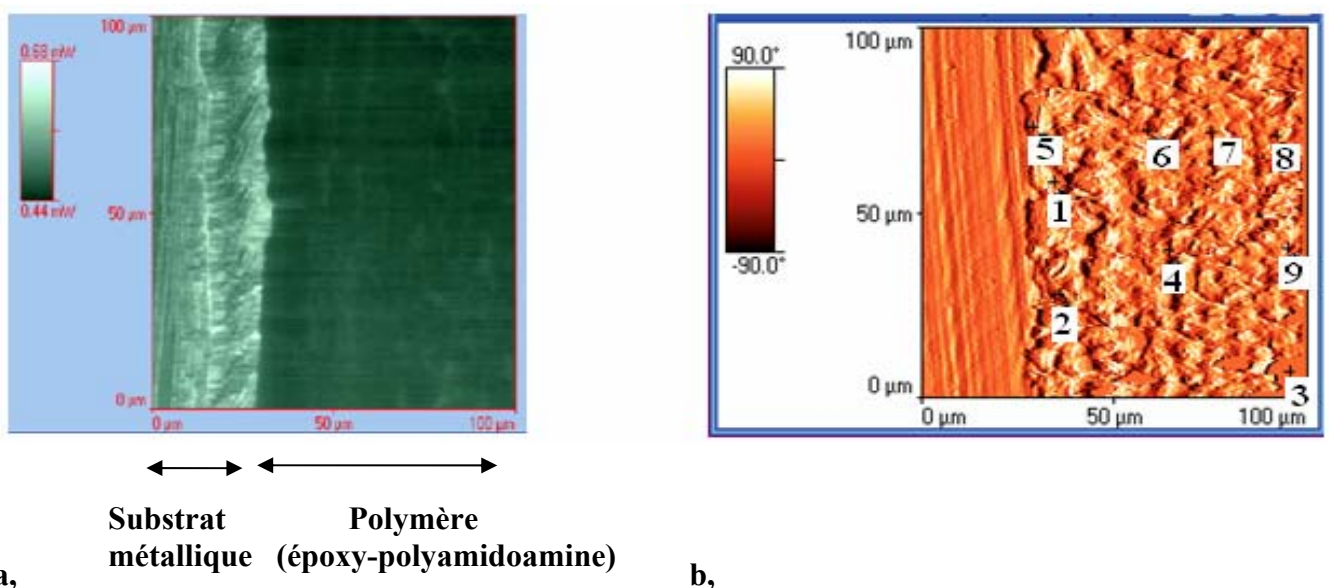 100 µm
0.68 mW
0.44 mW
50 µm
0 µm
0 µm
50 µm
100 µm
Substrat
métallique
Polymère
(époxy-polyamidoamine)
a,
90.0°
-90.0°
100 µm
50 µm
0 µm
0 µm
50 µm
100 µm
5
6
7
8
1
4
9
2
3
b,